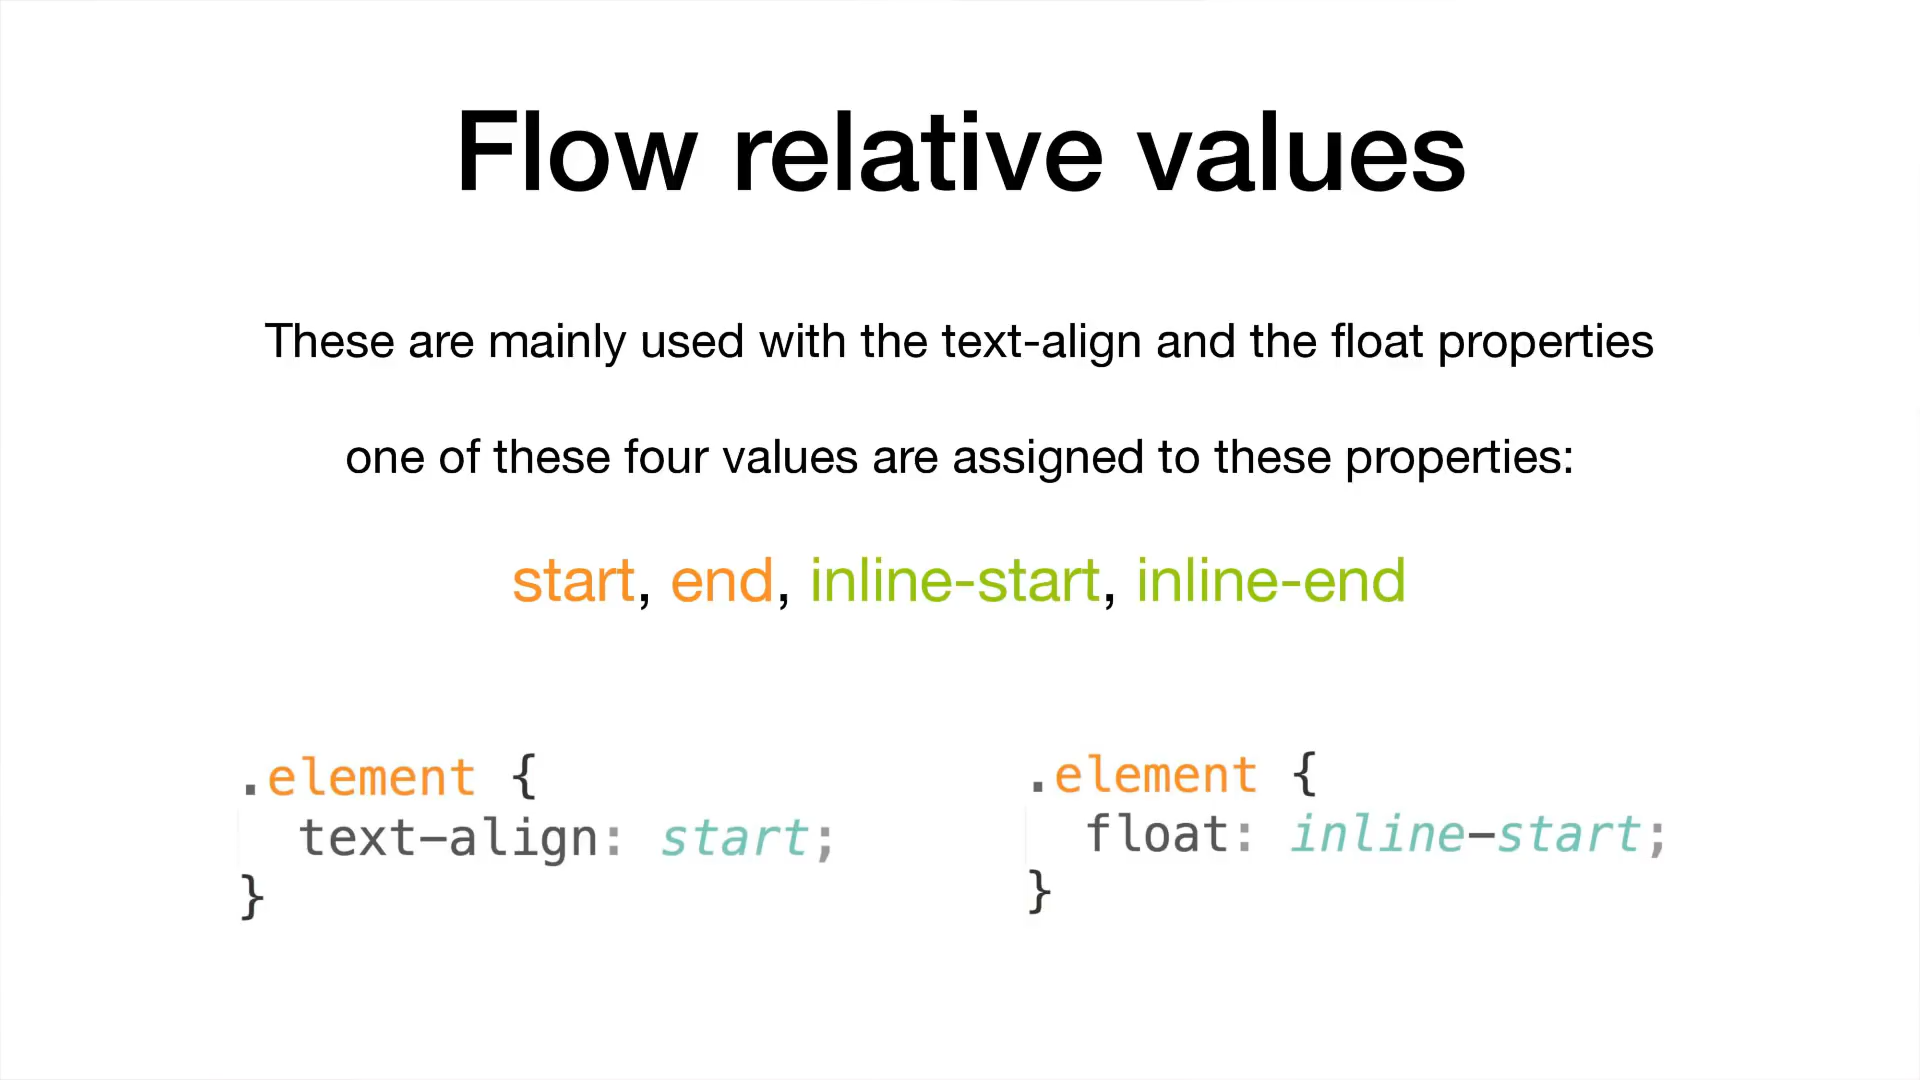 Flow relative values
These are mainly used with the text-align and the float properties
one of these four values are assigned to these properties:
start, end, inline-start, inline-end
.element {
  text-align: start;
}
.element {
  float: inline-start;
}